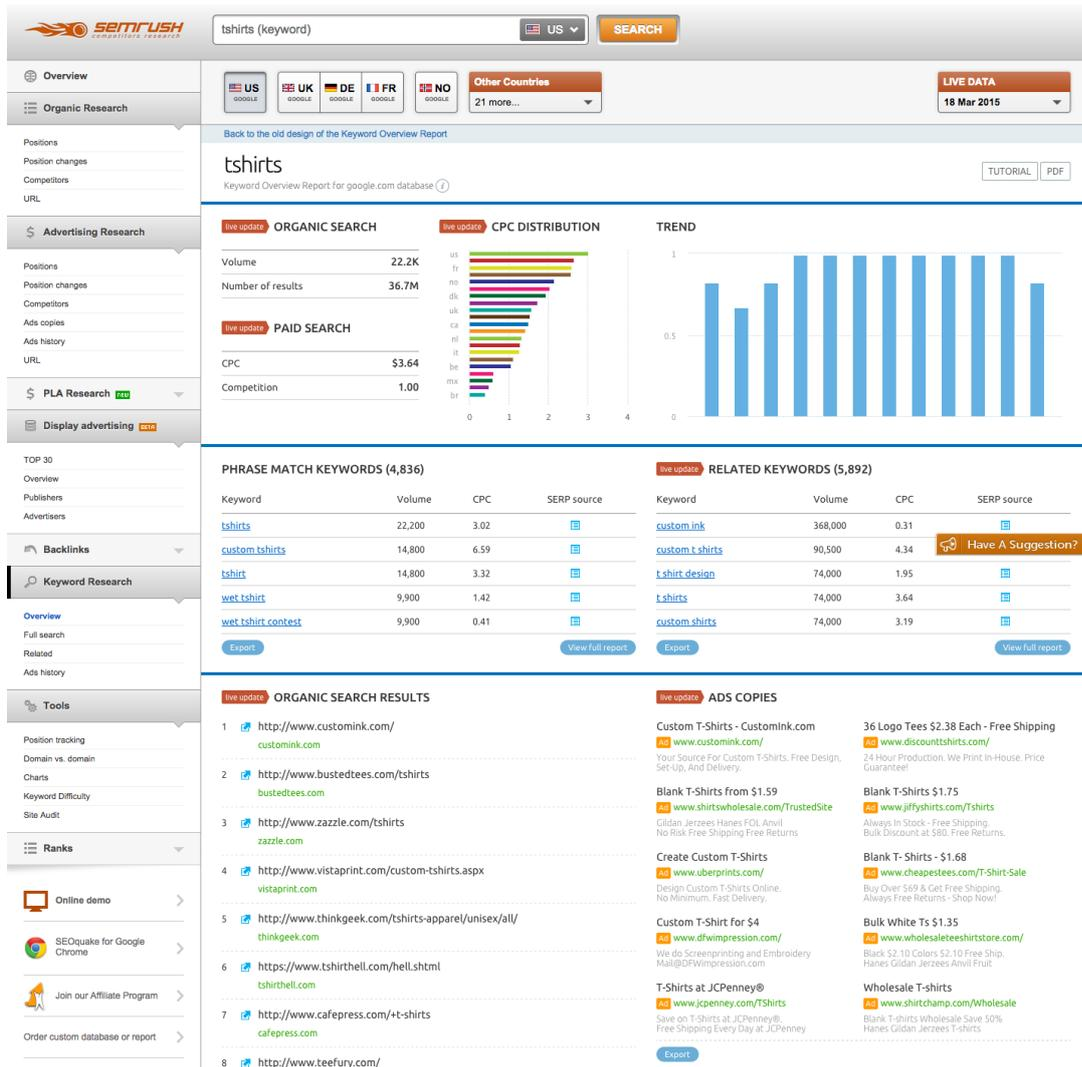 semrush
competitors research
tshirts (keyword)
US
SEARCH
Overview
Organic Research
Positions
Position changes
Competitors
URL
Advertising Research
Positions
Position changes
Competitors
Ads copies
Ads history
URL
PLA Research NEW
Display advertising BETA
TOP 30
Overview
Publishers
Advertisers
Backlinks
Keyword Research
Overview
Full search
Related
Ads history
Tools
Position tracking
Domain vs. domain
Charts
Keyword Difficulty
Site Audit
Ranks
Online demo
SEOquake for Google
Chrome
Join our Affiliate Program
Order custom database or report
US UK DE FR NO
GOOGLE GOOGLE GOOGLE GOOGLE GOOGLE
Other Countries
21 more...
LIVE DATA
18 Mar 2015
Back to the old design of the Keyword Overview Report
tshirts
Keyword Overview Report for google.com database i
TUTORIAL PDF
live update ORGANIC SEARCH
Volume 22.2K
Number of results 36.7M
live update PAID SEARCH
CPC $3.64
Competition 1.00
live update CPC DISTRIBUTION
us
fr
no
dk
uk
ca
nl
it
be
mx
br
0 1 2 3 4
TREND
1
0.5
0
PHRASE MATCH KEYWORDS (4,836)
Keyword Volume CPC SERP source
tshirts 22,200 3.02
custom tshirts 14,800 6.59
tshirt 14,800 3.32
wet tshirt 9,900 1.42
wet tshirt contest 9,900 0.41
Export View full report
live update RELATED KEYWORDS (5,892)
Keyword Volume CPC SERP source
custom ink 368,000 0.31
custom t shirts 90,500 4.34
t shirt design 74,000 1.95
t shirts 74,000 3.64
custom shirts 74,000 3.19
Export View full report
Have A Suggestion?
live update ORGANIC SEARCH RESULTS
1 http://www.customink.com/
customink.com
2 http://www.bustedtees.com/tshirts
bustedtees.com
3 http://www.zazzle.com/tshirts
zazzle.com
4 http://www.vistaprint.com/custom-tshirts.aspx
vistaprint.com
5 http://www.thinkgeek.com/tshirts-apparel/unisex/all/
thinkgeek.com
6 https://www.tshirthell.com/hell.shtml
tshirthell.com
7 http://www.cafepress.com/+t-shirts
cafepress.com
8 http://www.teefury.com/
live update ADS COPIES
Custom T-Shirts - CustomInk.com
Ad www.customink.com/
Your Source For Custom T-Shirts. Free Design,
Set-Up, And Delivery.
36 Logo Tees $2.38 Each - Free Shipping
Ad www.discounttshirts.com/
24 Hour Production. We Print In-House. Price
Guarantee!
Blank T-Shirts from $1.59
Ad www.shirtswholesale.com/TrustedSite
Gildan Jerzees Hanes FOL Anvil
No Risk Free Shipping Free Returns
Blank T-Shirts $1.75
Ad www.jiffyshirts.com/Tshirts
Always In Stock - Free Shipping.
Bulk Discount at $80. Free Returns.
Create Custom T-Shirts
Ad www.uberprints.com/
Design Custom T-Shirts Online.
No Minimum. Fast Delivery.
Blank T- Shirts - $1.68
Ad www.cheapestees.com/T-Shirt-Sale
Buy Over $69 & Get Free Shipping.
Always Free Returns - Shop Now!
Custom T-Shirt for $4
Ad www.dfwimpression.com/
We do Screenprinting and Embroidery
Mail@DFWimpression.com
Bulk White Ts $1.35
Ad www.wholesaleteeshirtstore.com/
Black $2.10 Colors $2.10 Free Ship.
Hanes Gildan Jerzees Anvil Fruit
T-Shirts at JCPenney®
Ad www.jcpenney.com/TShirts
Save on T-Shirts at JCPenney®.
Free Shipping Every Day at JCPenney
Wholesale T-shirts
Ad www.shirtchamp.com/Wholesale
Blank T-shirts Wholesale Save 50%
Hanes Gildan Jerzees T-shirts
Export